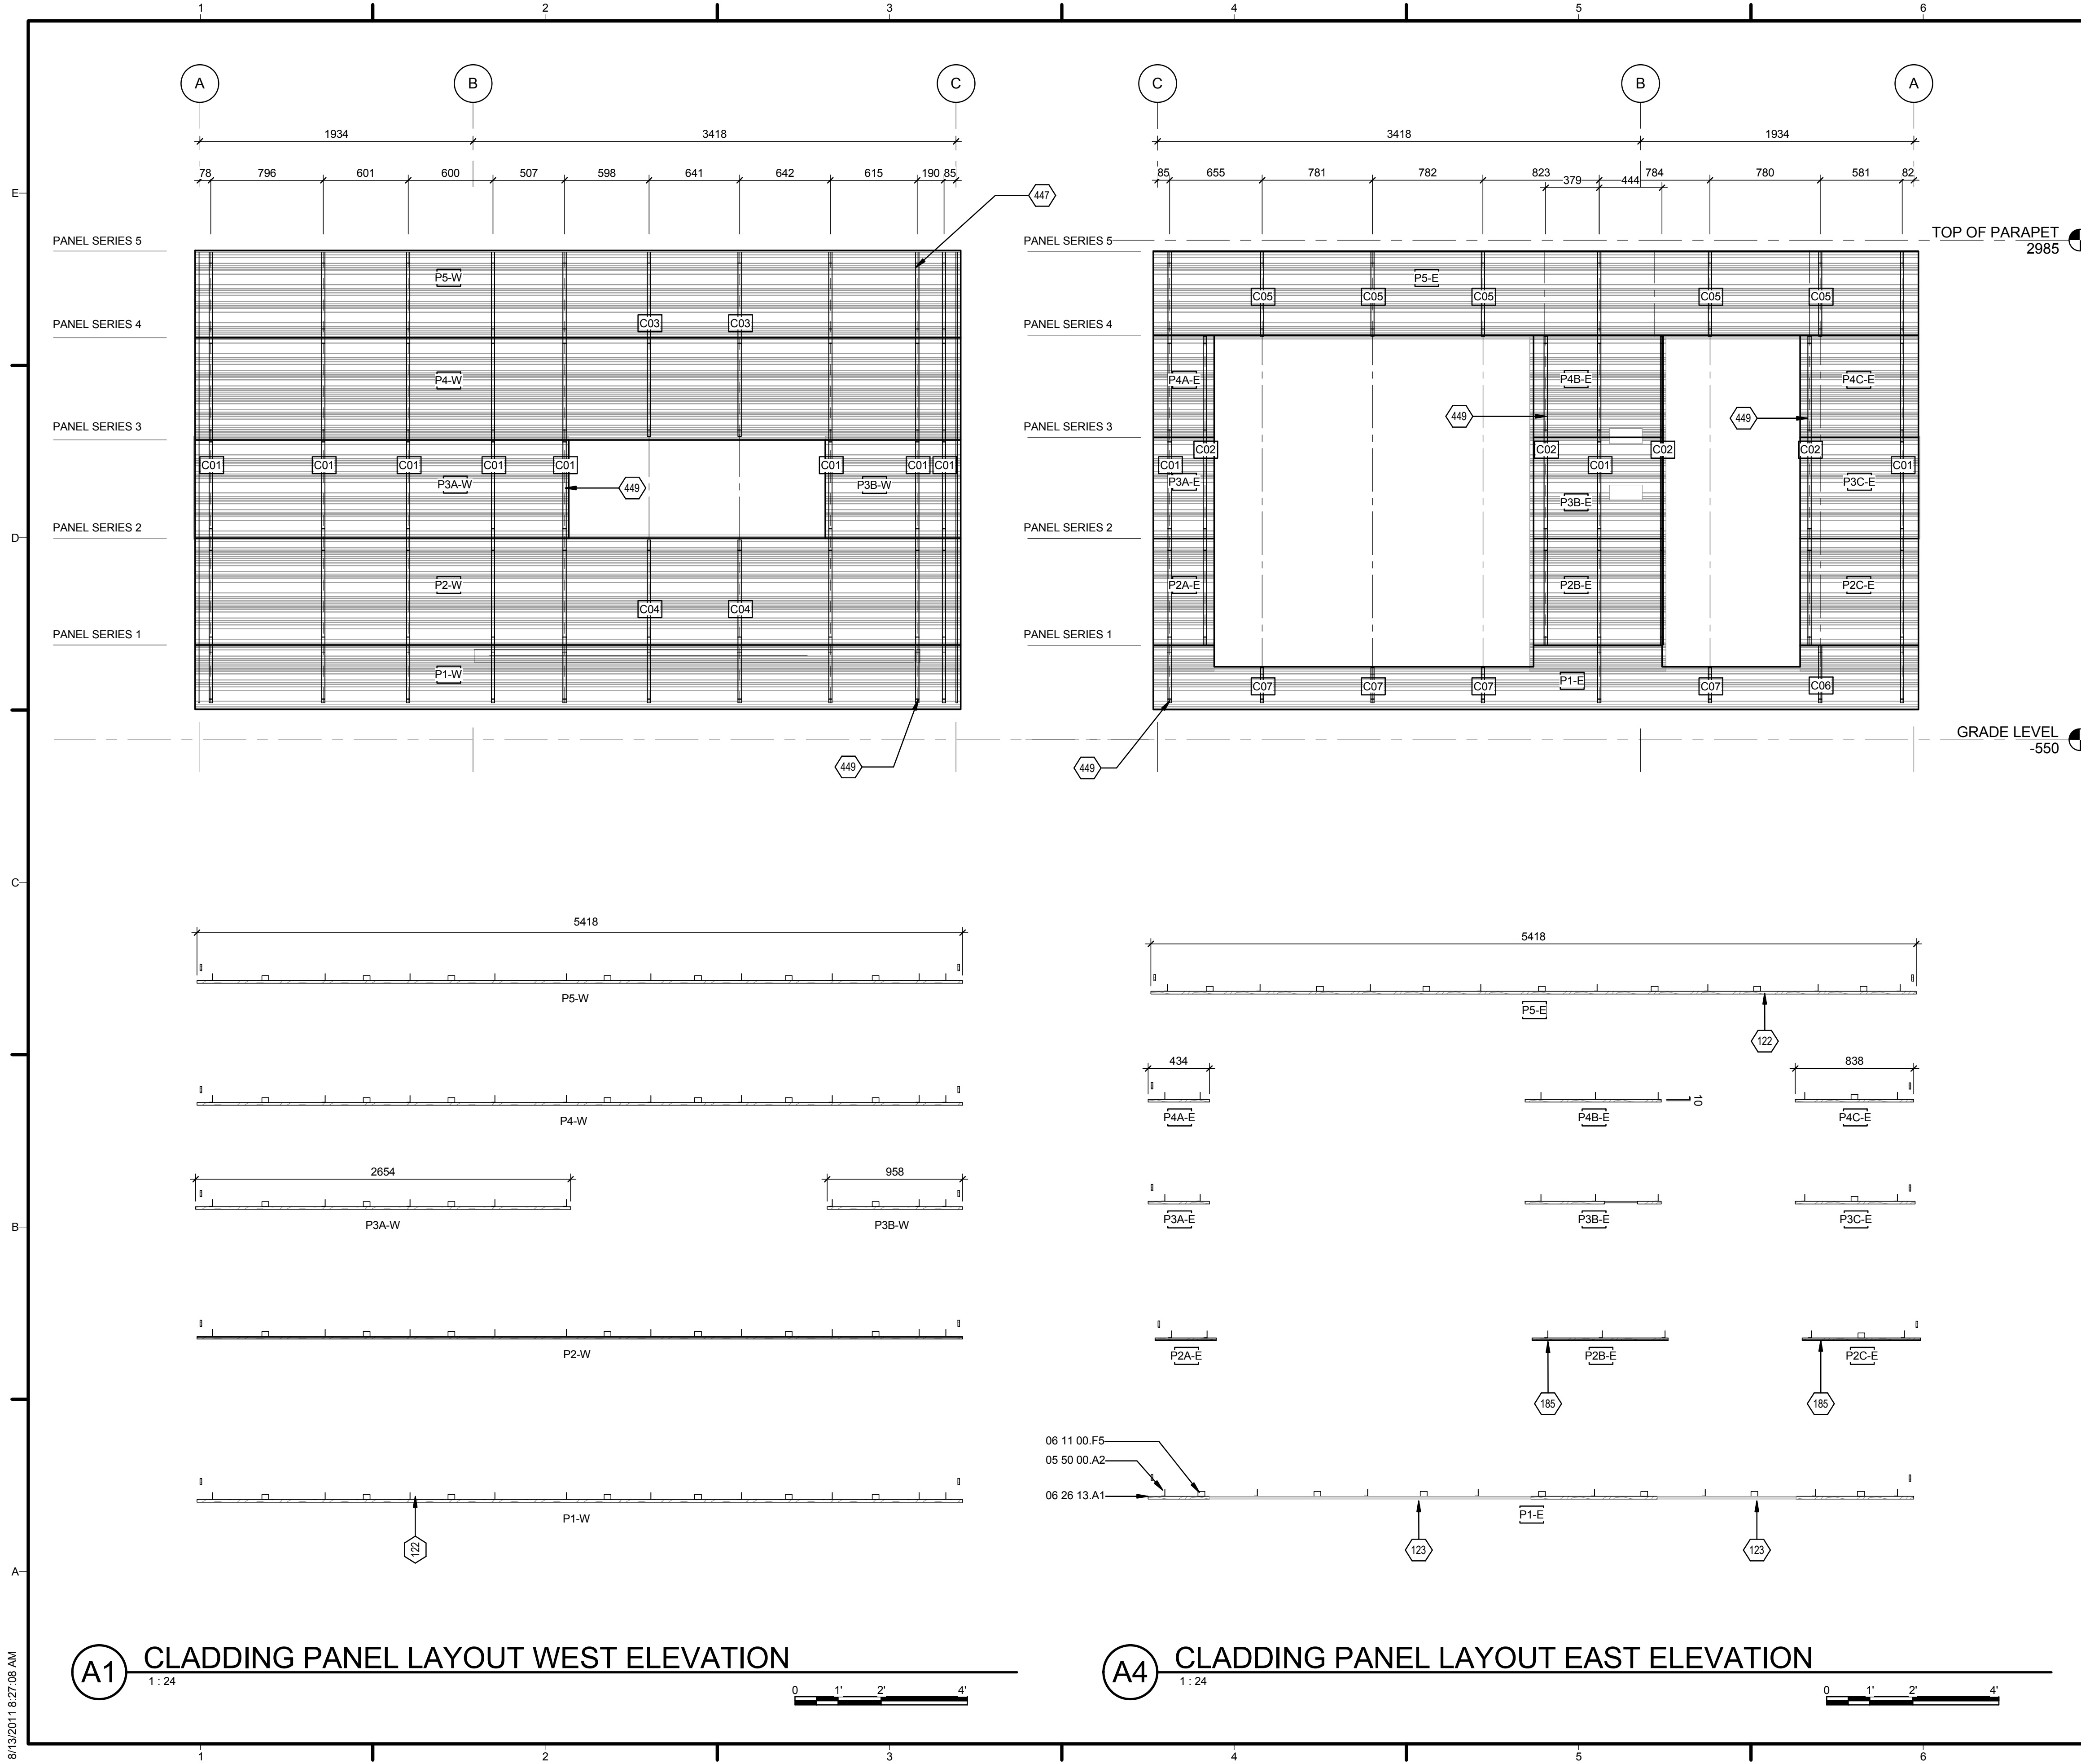 1 2 3 4 5 6
A B C
C B A
1934 3418
3418 1934
78 796 601 600 507 598 641 642 615 190 85
85 655 781 782 823 784 780 581 82
379 444
E
447
PANEL SERIES 5
PANEL SERIES 5
TOP OF PARAPET
2985
P5-W
P5-E
C05 C05 C05 C05 C05
PANEL SERIES 4
C03 C03
PANEL SERIES 4
P4-W
P4A-E P4B-E P4C-E
449 449
PANEL SERIES 3
PANEL SERIES 3
C02 C02 C02 C02
C01 C01 C01 C01 C01 C01 C01 C01
C01 C01 C01
P3A-W P3B-W
449
P3A-E P3B-E P3C-E
PANEL SERIES 2
PANEL SERIES 2
D
P2-W
P2A-E P2B-E P2C-E
C04 C04
PANEL SERIES 1
PANEL SERIES 1
P1-W
P1-E
C07 C07 C07 C07 C06
GRADE LEVEL
-550
449
449
C
5418
P5-W
5418
P5-E
122
P4-W
434 838
10
P4A-E P4B-E P4C-E
2654 958
P3A-W P3B-W
P3A-E P3B-E P3C-E
B
P2-W
P2A-E P2B-E P2C-E
185 185
06 11 00.F5
05 50 00.A2
06 26 13.A1
P1-W
122
P1-E
123 123
A
A1 CLADDING PANEL LAYOUT WEST ELEVATION
1 : 24
0 1' 2' 4'
A4 CLADDING PANEL LAYOUT EAST ELEVATION
1 : 24
0 1' 2' 4'
8/13/2011 8:27:08 AM
1 2 3 4 5 6